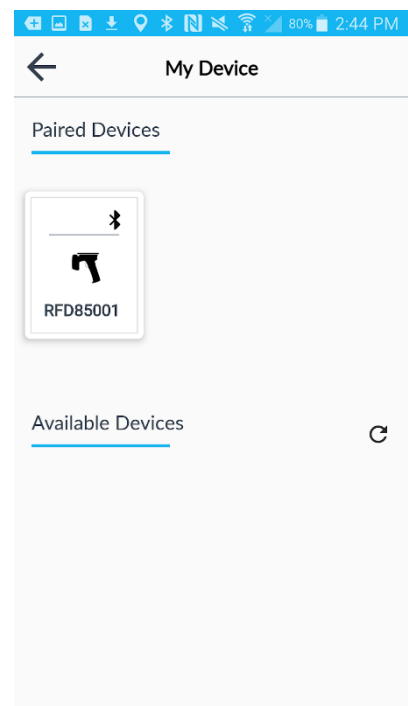 80% 2:44 PM
My Device
Paired Devices
RFD85001
Available Devices